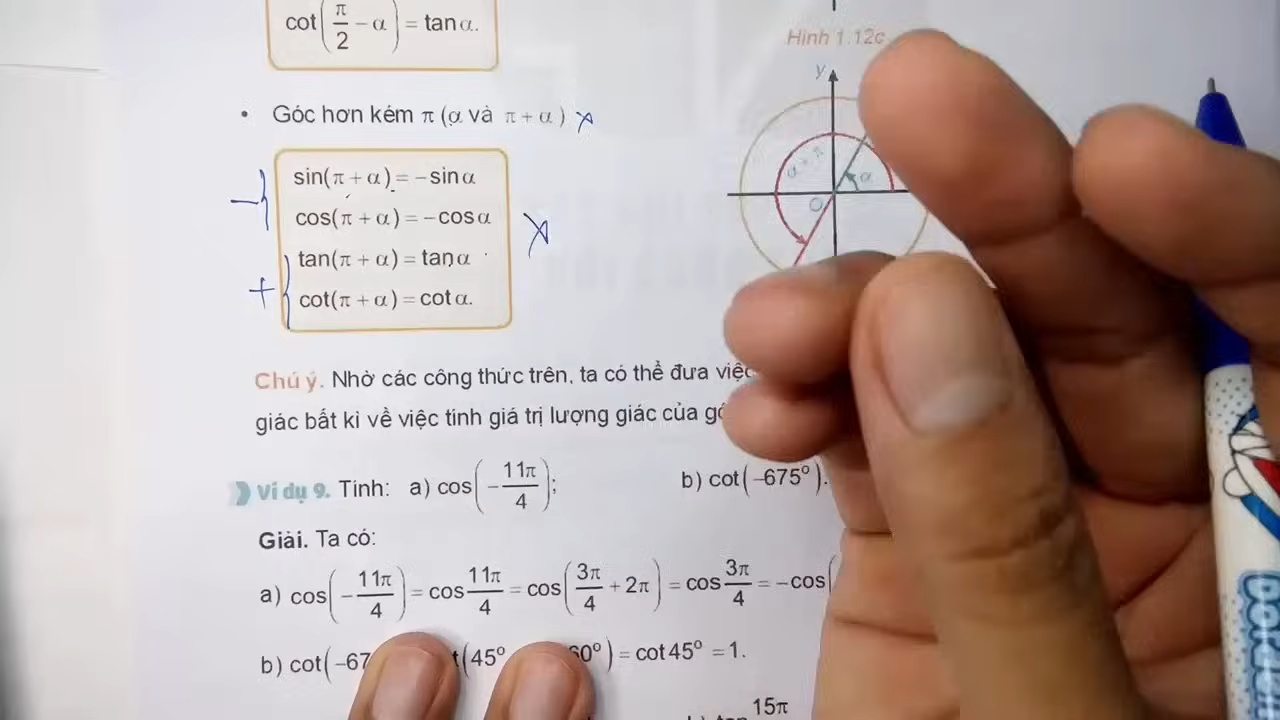 cot(π/2 − α) = tanα.
Hình 1.12c
y
• Góc hơn kém π (α và π + α) x
α + π
α
O
− sin(π + α) = −sinα
cos(π + α) = −cosα
x
+ tan(π + α) = tanα
cot(π + α) = cotα.
Chú ý. Nhờ các công thức trên, ta có thể đưa việc
giác bất kì về việc tính giá trị lượng giác của
Ví dụ 9. Tính: a) cos(−11π/4); b) cot(−675°).
Giải. Ta có:
a) cos(−11π/4) = cos 11π/4 = cos(3π/4 + 2π) = cos 3π/4 = −cos(
b) cot(−67 (45° 60°) = cot45° = 1.
15π